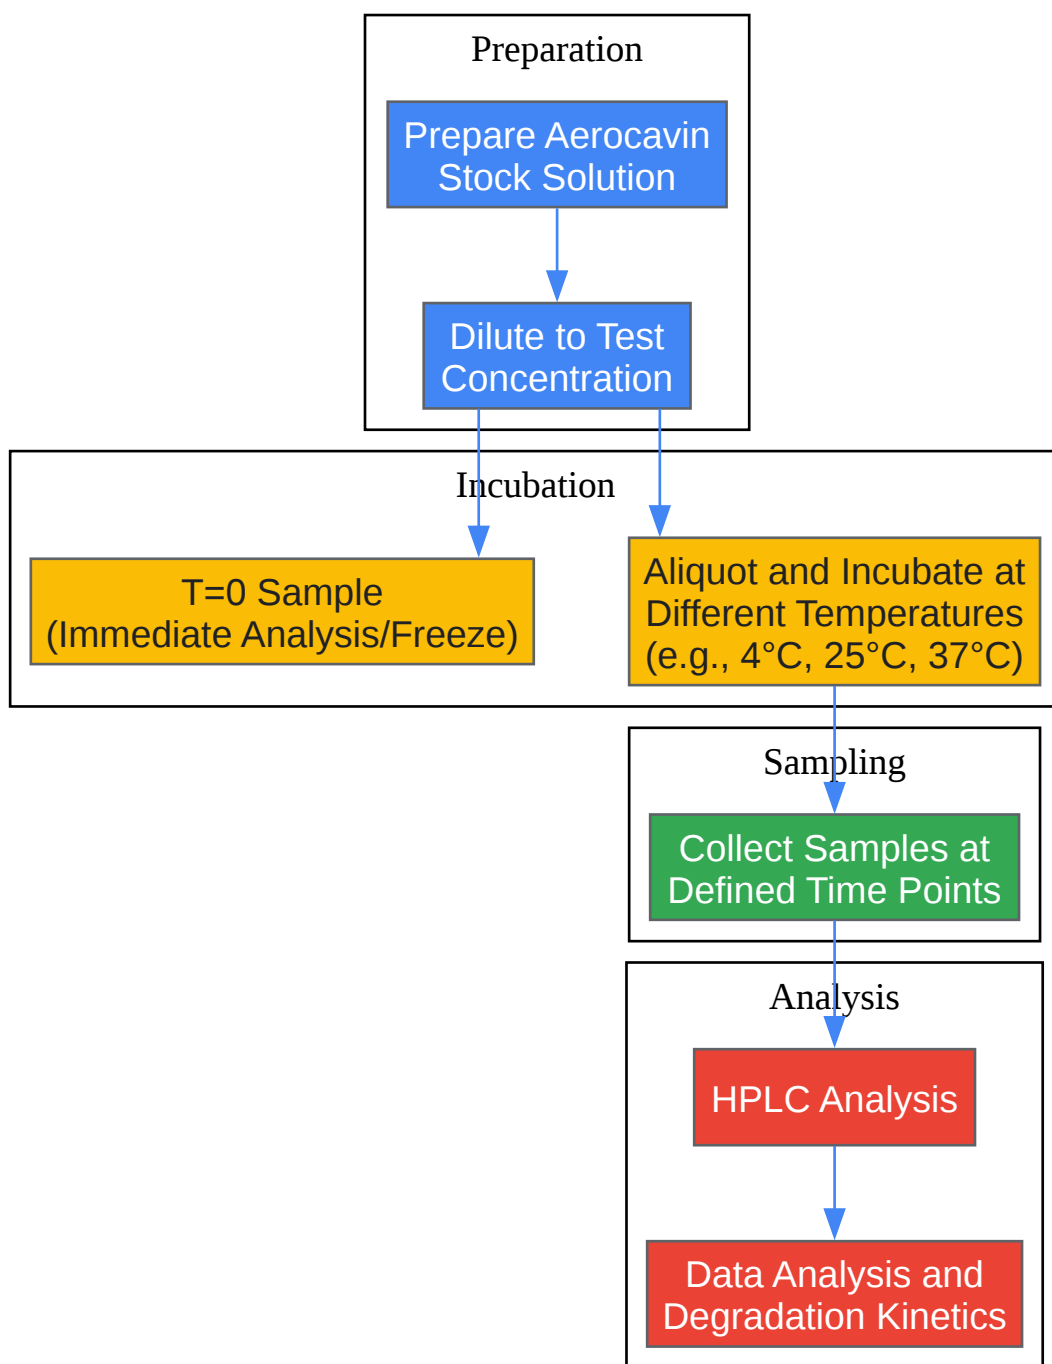 Preparation
Prepare Aerocavin
Stock Solution
Dilute to Test
Concentration
Incubation
T=0 Sample
(Immediate Analysis/Freeze)
Aliquot and Incubate at
Different Temperatures
(e.g., 4°C, 25°C, 37°C)
Sampling
Collect Samples at
Defined Time Points
Analysis
HPLC Analysis
Data Analysis and
Degradation Kinetics